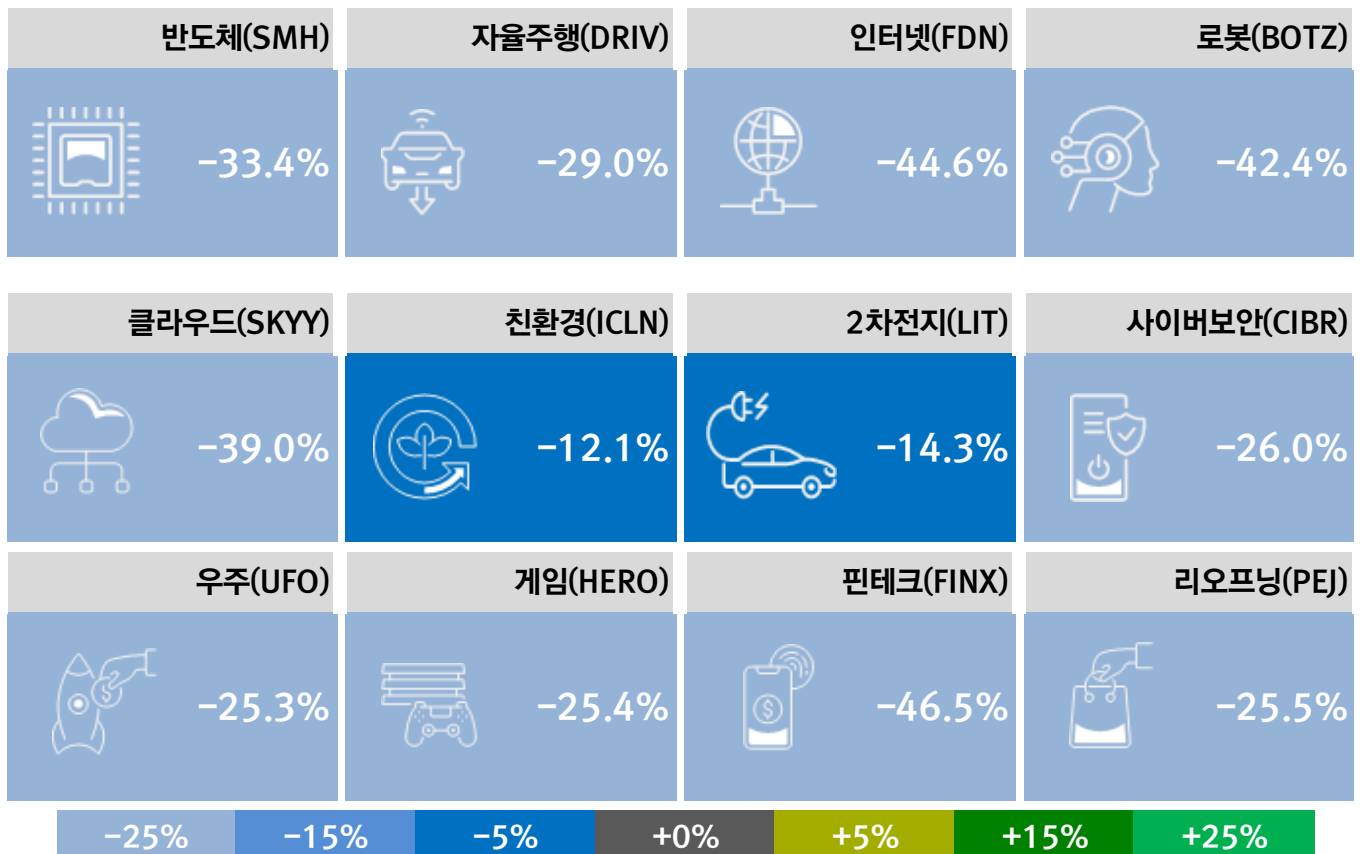 반도체(SMH) 자율주행(DRIV) 인터넷(FDN) 로봇(BOTZ)
−33.4% −29.0% −44.6% −42.4%
클라우드(SKYY) 친환경(ICLN) 2차전지(LIT) 사이버보안(CIBR)
−39.0% −12.1% −14.3% −26.0%
우주(UFO) 게임(HERO) 핀테크(FINX) 리오프닝(PEJ)
−25.3% −25.4% −46.5% −25.5%
−25% −15% −5% +0% +5% +15% +25%